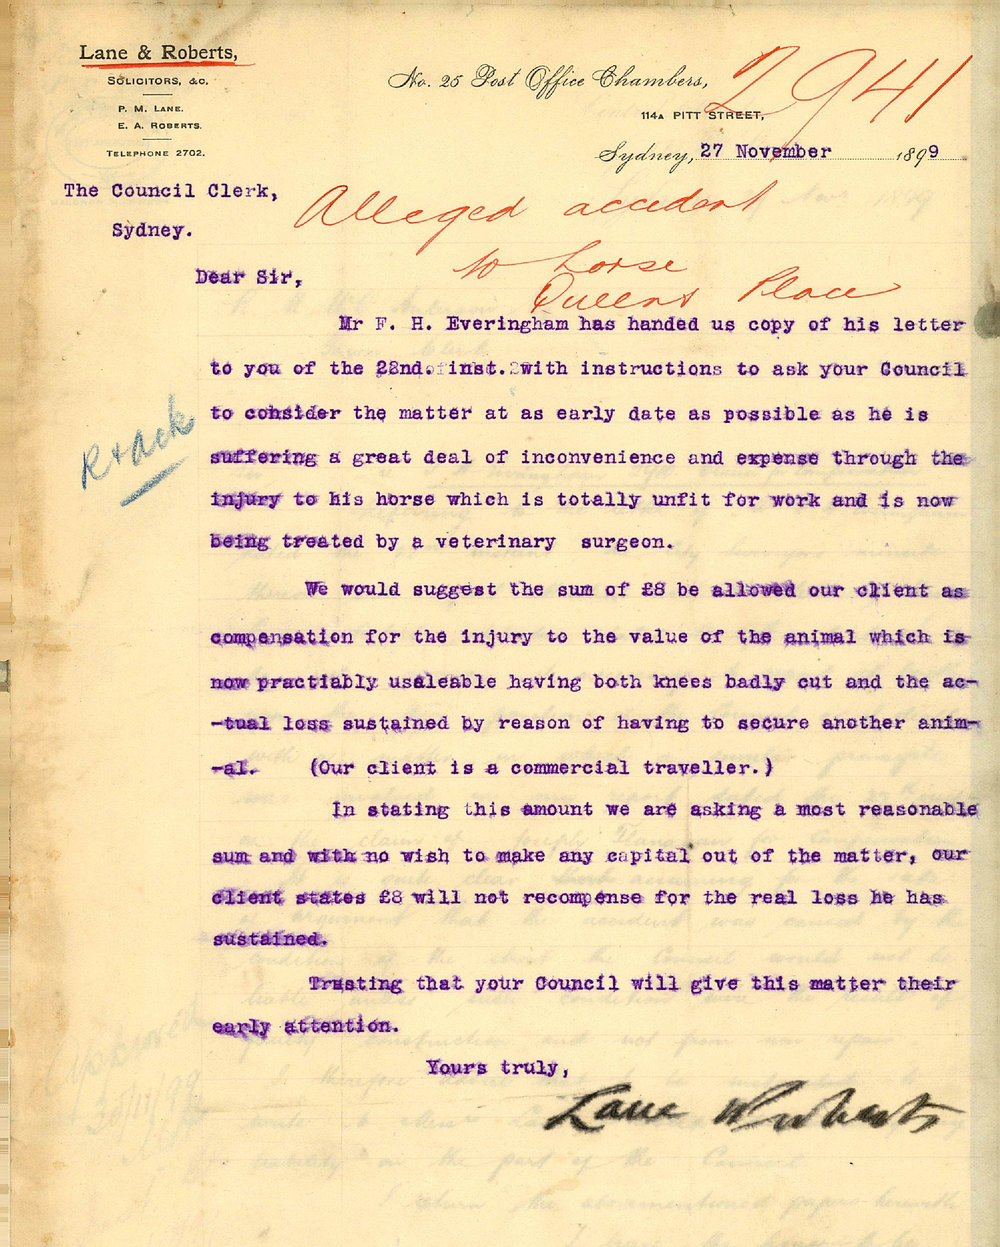 Lane & Roberts,
SOLICITORS, &c.
P. M. LANE.
E. A. ROBERTS.
TELEPHONE 2702.
No. 25 Post Office Chambers,
114A PITT STREET,
2941
Sydney, 27 November 1899
The Council Clerk,
Sydney.
Alleged accident
to horse
Queens Place
Dear Sir,
Mr F. H. Everingham has handed us copy of his letter
to you of the 22nd. inst. with instructions to ask your Council
to consider the matter at as early date as possible as he is
suffering a great deal of inconvenience and expense through the
injury to his horse which is totally unfit for work and is now
being treated by a veterinary surgeon.
We would suggest the sum of £8 be allowed our client as
compensation for the injury to the value of the animal which is
now practiably usaleable having both knees badly cut and the ac-
-tual loss sustained by reason of having to secure another anim-
-al. (Our client is a commercial traveller.)
In stating this amount we are asking a most reasonable
sum and with no wish to make any capital out of the matter, our
client states £8 will not recompense for the real loss he has
sustained.
Trusting that your Council will give this matter their
early attention.
Yours truly,
Lane & Roberts
R & Ack